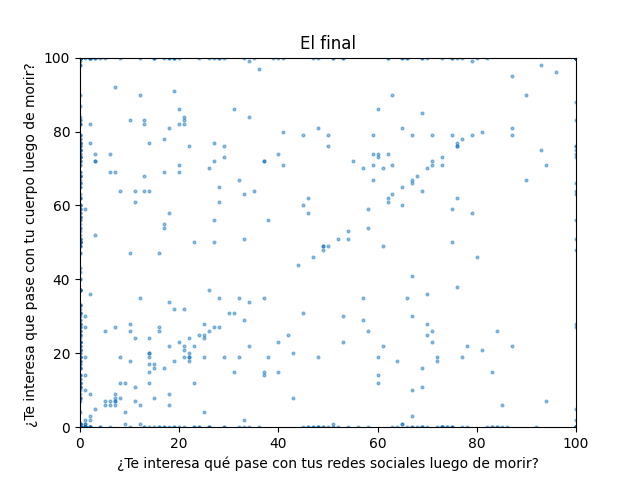 El final
¿Te interesa que pase con tu cuerpo luego de morir?
100
80
60
40
20
0
0 20 40 60 80 100
¿Te interesa qué pase con tus redes sociales luego de morir?